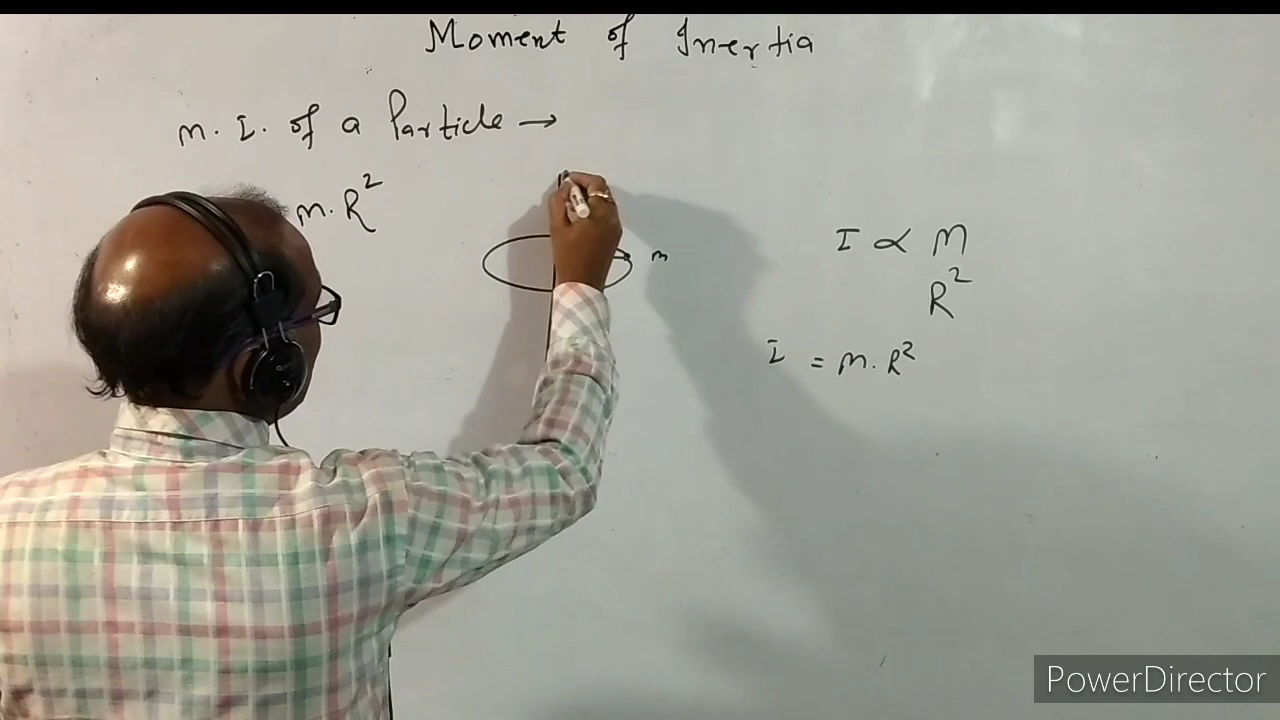 Moment of Inertia
M. I. of a Particle →
m. R²
m
I ∝ M
R²
I = M. R²
PowerDirector